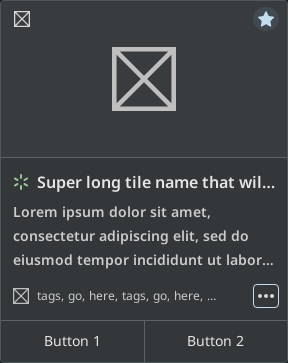 Super long tile name that wil...
Lorem ipsum dolor sit amet,
consectetur adipiscing elit, sed do
eiusmod tempor incididunt ut labor...
tags, go, here, tags, go, here, ...
Button 1
Button 2